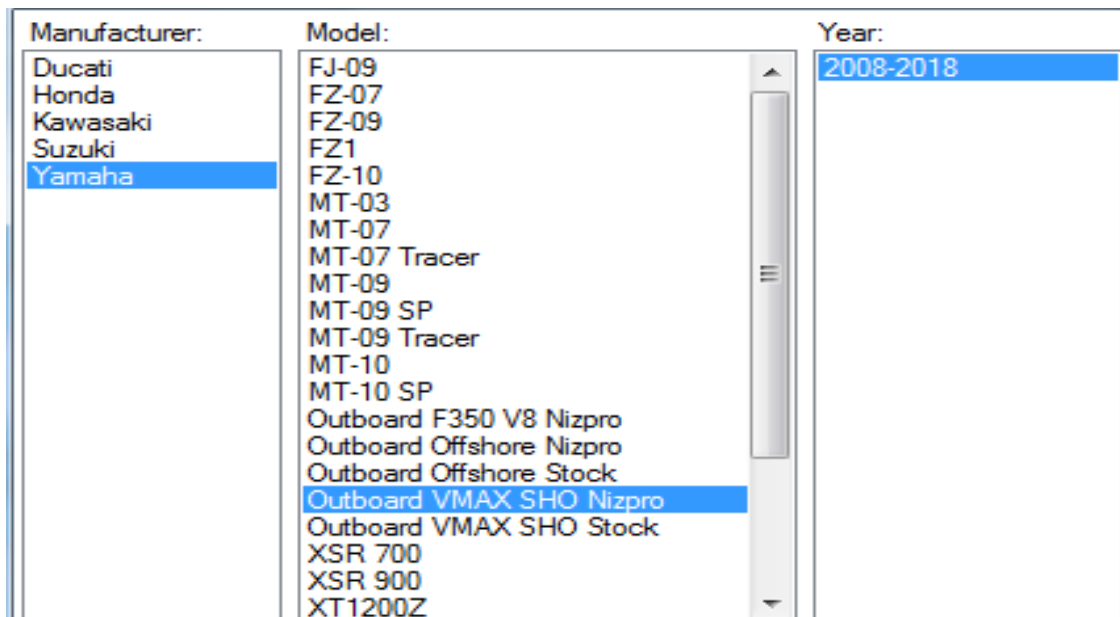 Manufacturer:
Ducati
Honda
Kawasaki
Suzuki
Yamaha
Model:
FJ-09
FZ-07
FZ-09
FZ1
FZ-10
MT-03
MT-07
MT-07 Tracer
MT-09
MT-09 SP
MT-09 Tracer
MT-10
MT-10 SP
Outboard F350 V8 Nizpro
Outboard Offshore Nizpro
Outboard Offshore Stock
Outboard VMAX SHO Nizpro
Outboard VMAX SHO Stock
XSR 700
XSR 900
XT1200Z
Year:
2008-2018